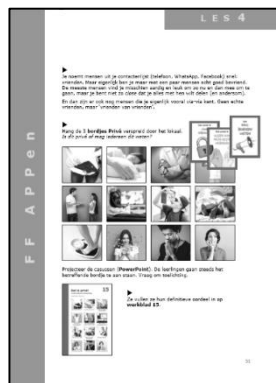 LES 4
FF APPen
Je noemt mensen uit je contactenlijst (telefoon, WhatsApp, Facebook) snel
vrienden. Maar eigenlijk ben je maar met een paar mensen echt goed bevriend.
De meeste mensen vind je misschien aardig en leuk om zo nu en dan mee om te
gaan, maar je bent niet zo close dat je alles met hen wilt delen (en andersom).
En dan zijn er ook nog mensen die je eigenlijk vooral via-via kent. Geen echte
vrienden, maar 'vrienden van vrienden'.
Hang de 3 bordjes Privé verspreid door het lokaal.
Is dit privé of mag iedereen dit weten?
Projecteer de casussen (PowerPoint). De leerlingen gaan steeds het
betreffende bordje te aan staan. Vraag om toelichting.
15
Ze vullen ze hun definitieve oordeel in op
werkblad 15.